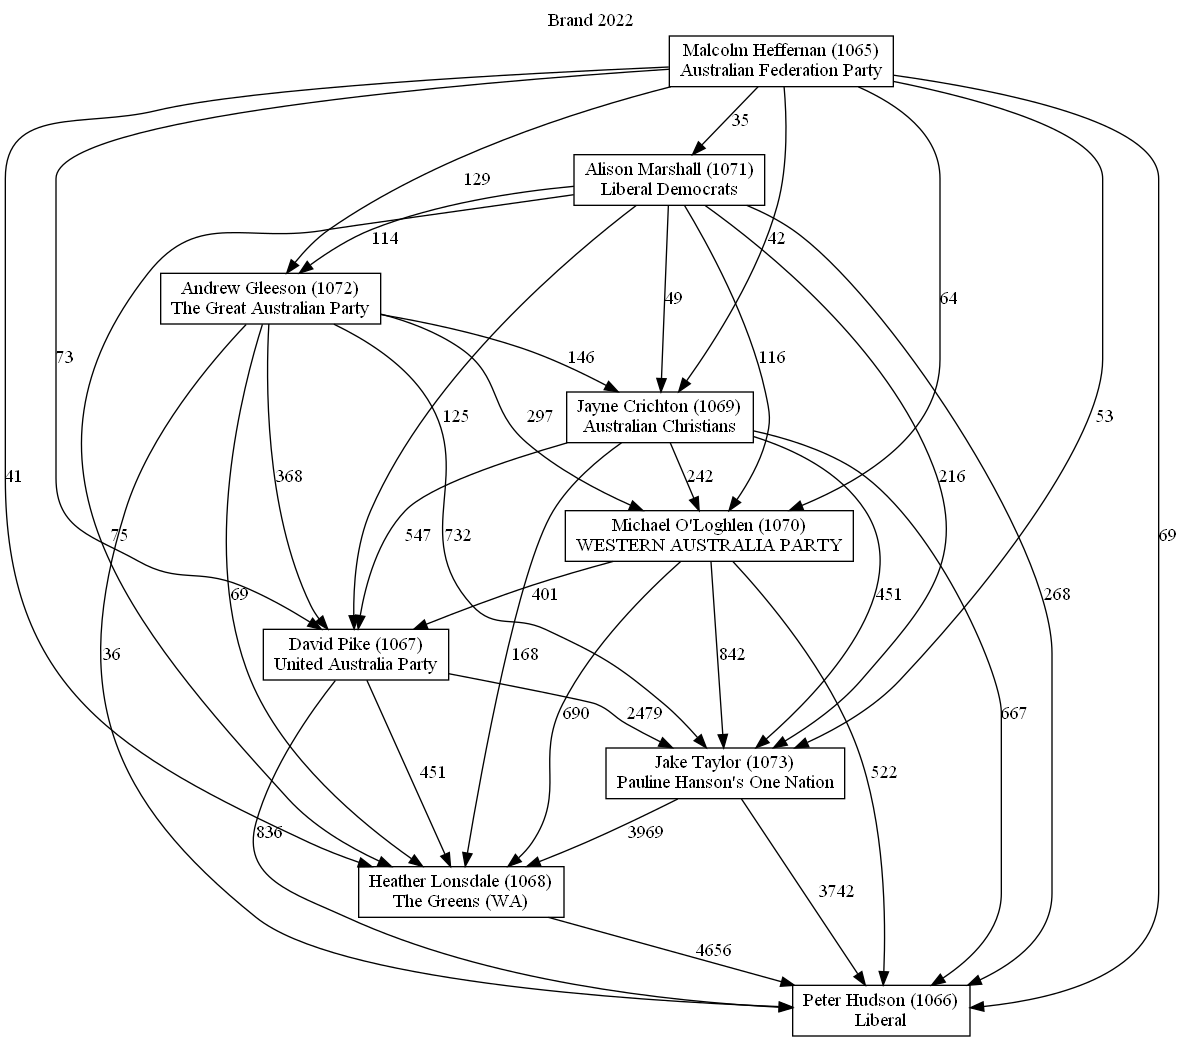 Brand 2022
Malcolm Heffernan (1065)
Australian Federation Party
35
Alison Marshall (1071)
Liberal Democrats
129
114
42
Andrew Gleeson (1072)
The Great Australian Party
49
64
73
146
116
Jayne Crichton (1069)
Australian Christians
125
297
53
41
368
242
216
Michael O'Loghlen (1070)
WESTERN AUSTRALIA PARTY
75
547
732
69
69
401
451
268
David Pike (1067)
United Australia Party
36
168
842
690
2479
667
Jake Taylor (1073)
Pauline Hanson's One Nation
451
522
836
3969
Heather Lonsdale (1068)
The Greens (WA)
3742
4656
Peter Hudson (1066)
Liberal